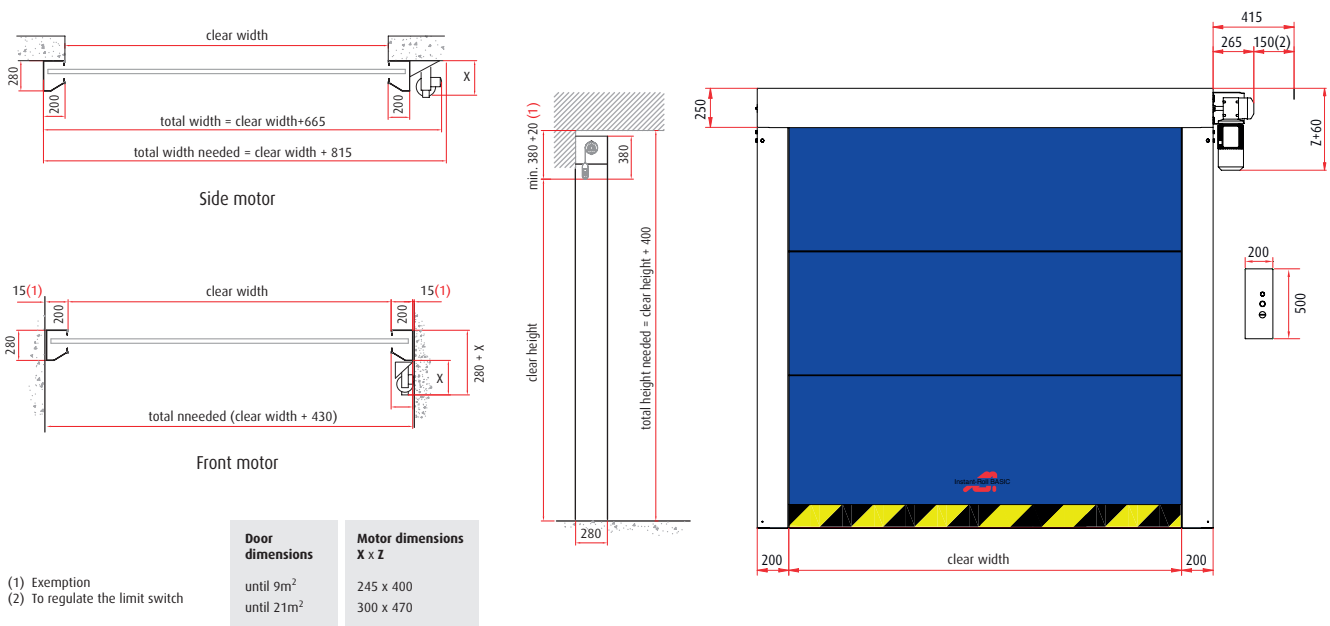 clear width
280
X
200
200
total width = clear width+665
total width needed = clear width + 815
Side motor
15(1)
clear width
15(1)
200
200
280
X
280 + X
total nneeded (clear width + 430)
Front motor
(1) Exemption
(2) To regulate the limit switch
Door dimensions
until 9m²
until 21m²
Motor dimensions
X x Z
245 x 400
300 x 470
min. 380 +20 (1)
380
clear height
total height needed = clear height + 400
280
415
265
150(2)
250
Z+60
200
500
Instant-Roll BASIC
200
clear width
200